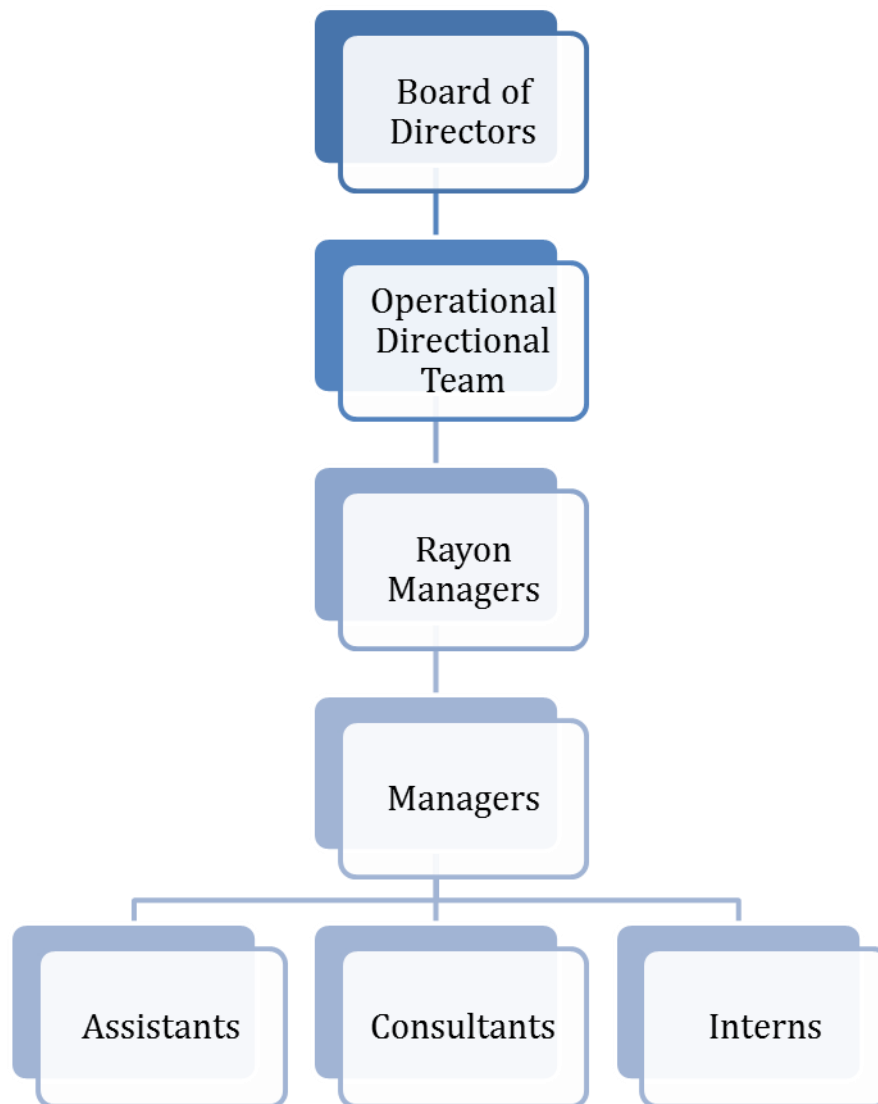 Board of
Directors
Operational
Directional
Team
Rayon
Managers
Managers
Assistants
Consultants
Interns